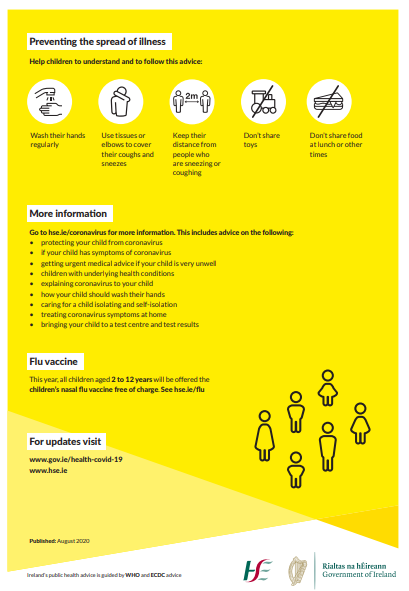 Preventing the spread of illness
Help children to understand and to follow this advice:
2m
Wash their hands
regularly
Use tissues or
elbows to cover
their coughs and
sneezes
Keep their
distance from
people who
are sneezing or
coughing
Don't share
toys
Don't share food
at lunch or other
times
More information
Go to hse.ie/coronavirus for more information. This includes advice on the following:
• protecting your child from coronavirus
• if your child has symptoms of coronavirus
• getting urgent medical advice if your child is very unwell
• children with underlying health conditions
• explaining coronavirus to your child
• how your child should wash their hands
• caring for a child isolating and self-isolation
• treating coronavirus symptoms at home
• bringing your child to a test centre and test results
Flu vaccine
This year, all children aged 2 to 12 years will be offered the
children's nasal flu vaccine free of charge. See hse.ie/flu
For updates visit
www.gov.ie/health-covid-19
www.hse.ie
Published: August 2020
Ireland's public health advice is guided by WHO and ECDC advice
HSE
Rialtas na hÉireann
Government of Ireland